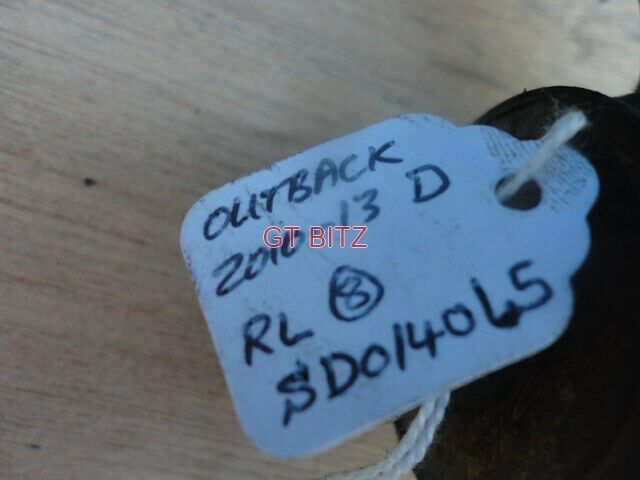 OUTBACK
2010-13 D
GT BITZ
RL 8
SD014065